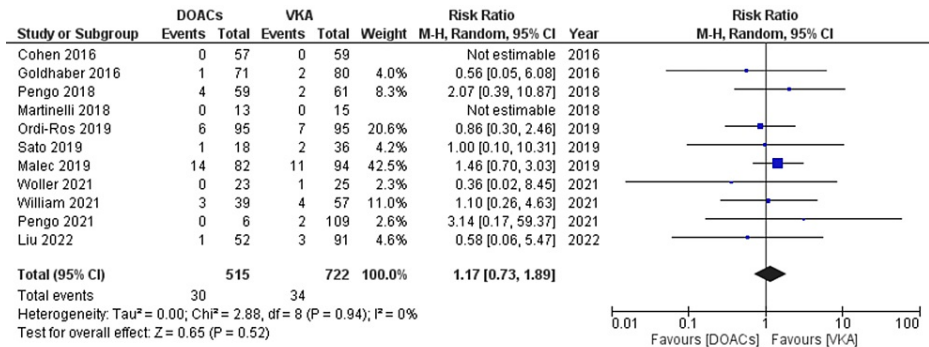 DOACs VKA Risk Ratio Risk Ratio
Study or Subgroup Events Total Events Total Weight M-H, Random, 95% CI Year M-H, Random, 95% CI
Cohen 2016 0 57 0 59 Not estimable 2016
Goldhaber 2016 1 71 2 80 4.0% 0.56 [0.05, 6.08] 2016
Pengo 2018 4 59 2 61 8.3% 2.07 [0.39, 10.87] 2018
Martinelli 2018 0 13 0 15 Not estimable 2018
Ordi-Ros 2019 6 95 7 95 20.6% 0.86 [0.30, 2.46] 2019
Sato 2019 1 18 2 36 4.2% 1.00 [0.10, 10.31] 2019
Malec 2019 14 82 11 94 42.5% 1.46 [0.70, 3.03] 2019
Woller 2021 0 23 1 25 2.3% 0.36 [0.02, 8.45] 2021
William 2021 3 39 4 57 11.0% 1.10 [0.26, 4.63] 2021
Pengo 2021 0 6 2 109 2.6% 3.14 [0.17, 59.37] 2021
Liu 2022 1 52 3 91 4.6% 0.58 [0.06, 5.47] 2022
Total (95% CI) 515 722 100.0% 1.17 [0.73, 1.89]
Total events 30 34
Heterogeneity: Tau² = 0.00; Chi² = 2.88, df = 8 (P = 0.94); I² = 0%
Test for overall effect: Z = 0.65 (P = 0.52)
0.01 0.1 1 10 100
Favours [DOACs] Favours [VKA]